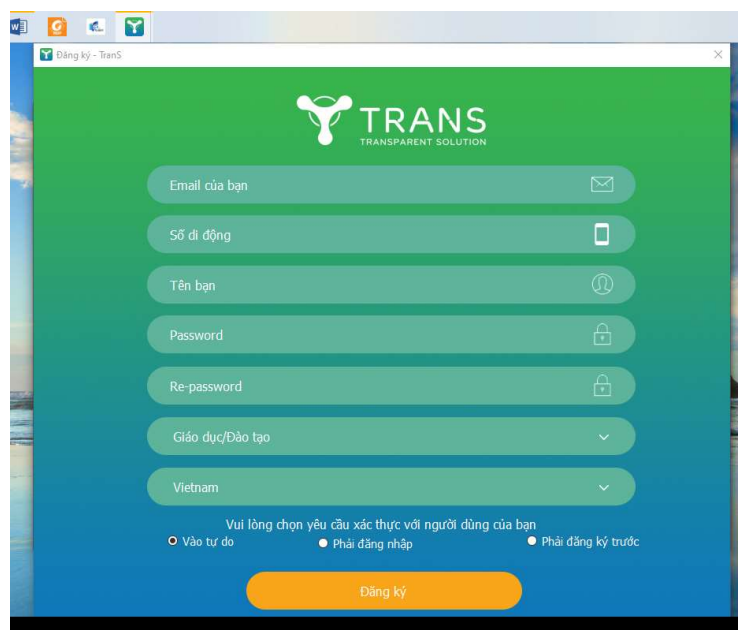 Đăng ký - TranS
TRANS
TRANSPARENT SOLUTION
Email của bạn
Số di động
Tên bạn
Password
Re-password
Giáo dục/Đào tạo
Vietnam
Vui lòng chọn yêu cầu xác thực với người dùng của bạn
Vào tự do Phải đăng nhập Phải đăng ký trước
Đăng ký